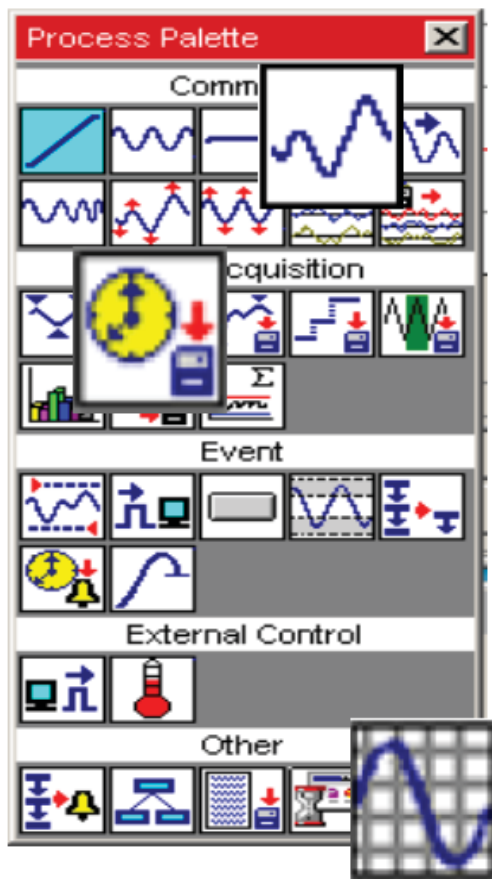 Process Palette
Comm
cquisition
Event
External Control
Other